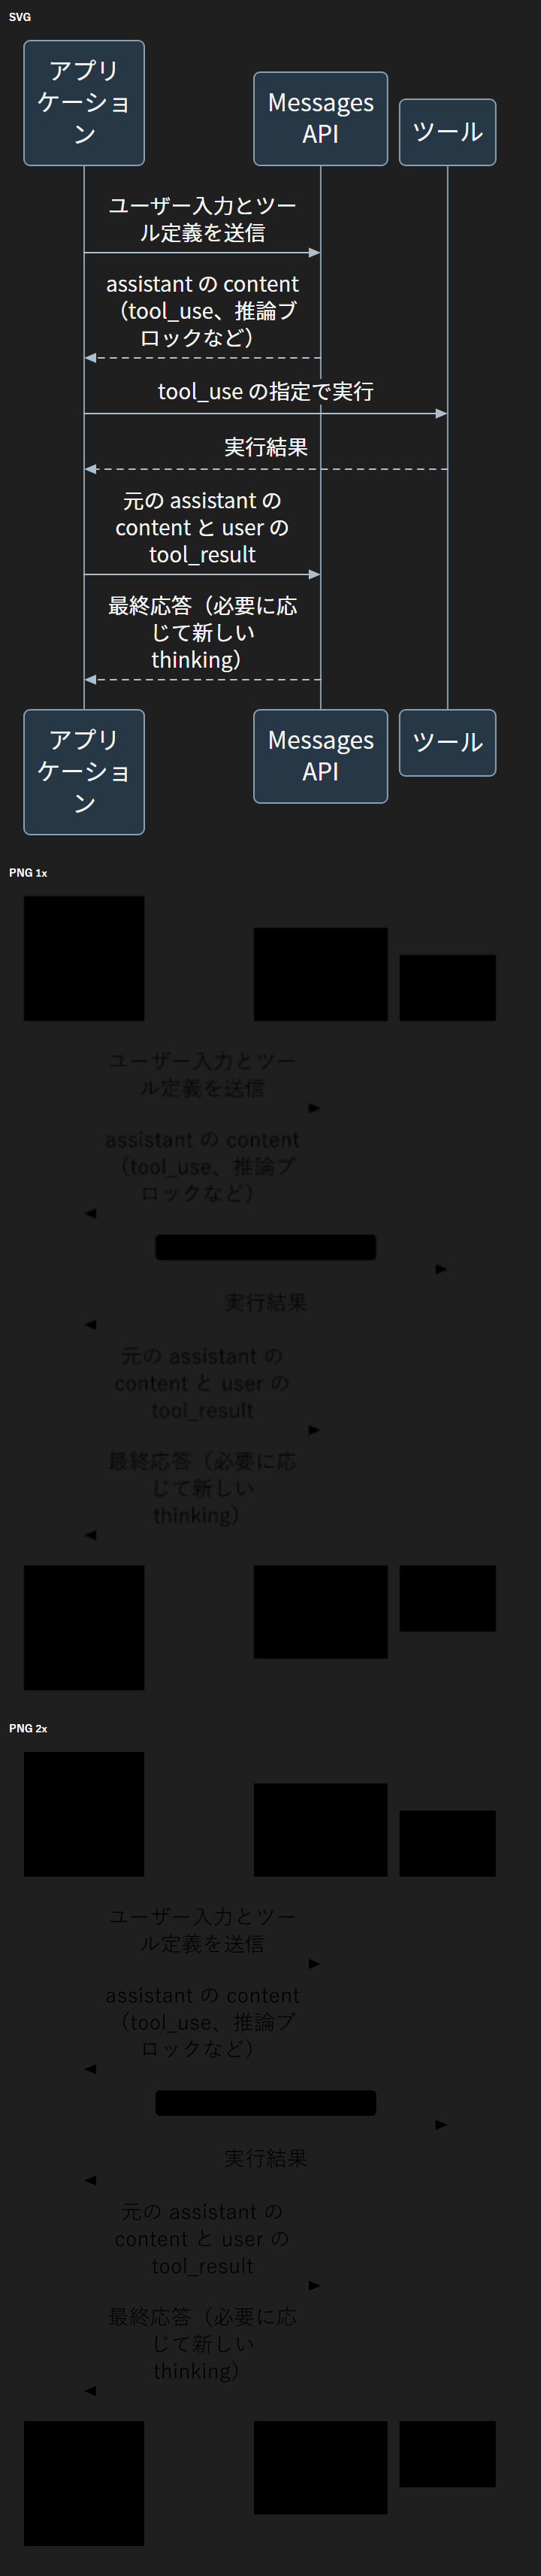 SVG
アプリ
ケーショ
ン
Messages
API
ツール
ユーザー入力とツー
ル定義を送信
assistant の content
（tool_use、推論ブ
ロックなど）
tool_use の指定で実行
実行結果
元の assistant の
content と user の
tool_result
最終応答（必要に応
じて新しい
thinking）
アプリ
ケーショ
ン
Messages
API
ツール
PNG 1x
ユーザー入力とツー
ル定義を送信
assistant の content
（tool_use、推論ブ
ロックなど）
実行結果
元の assistant の
content と user の
tool_result
最終応答（必要に応
じて新しい
thinking）
PNG 2x
ユーザー入力とツー
ル定義を送信
assistant の content
（tool_use、推論ブ
ロックなど）
実行結果
元の assistant の
content と user の
tool_result
最終応答（必要に応
じて新しい
thinking）